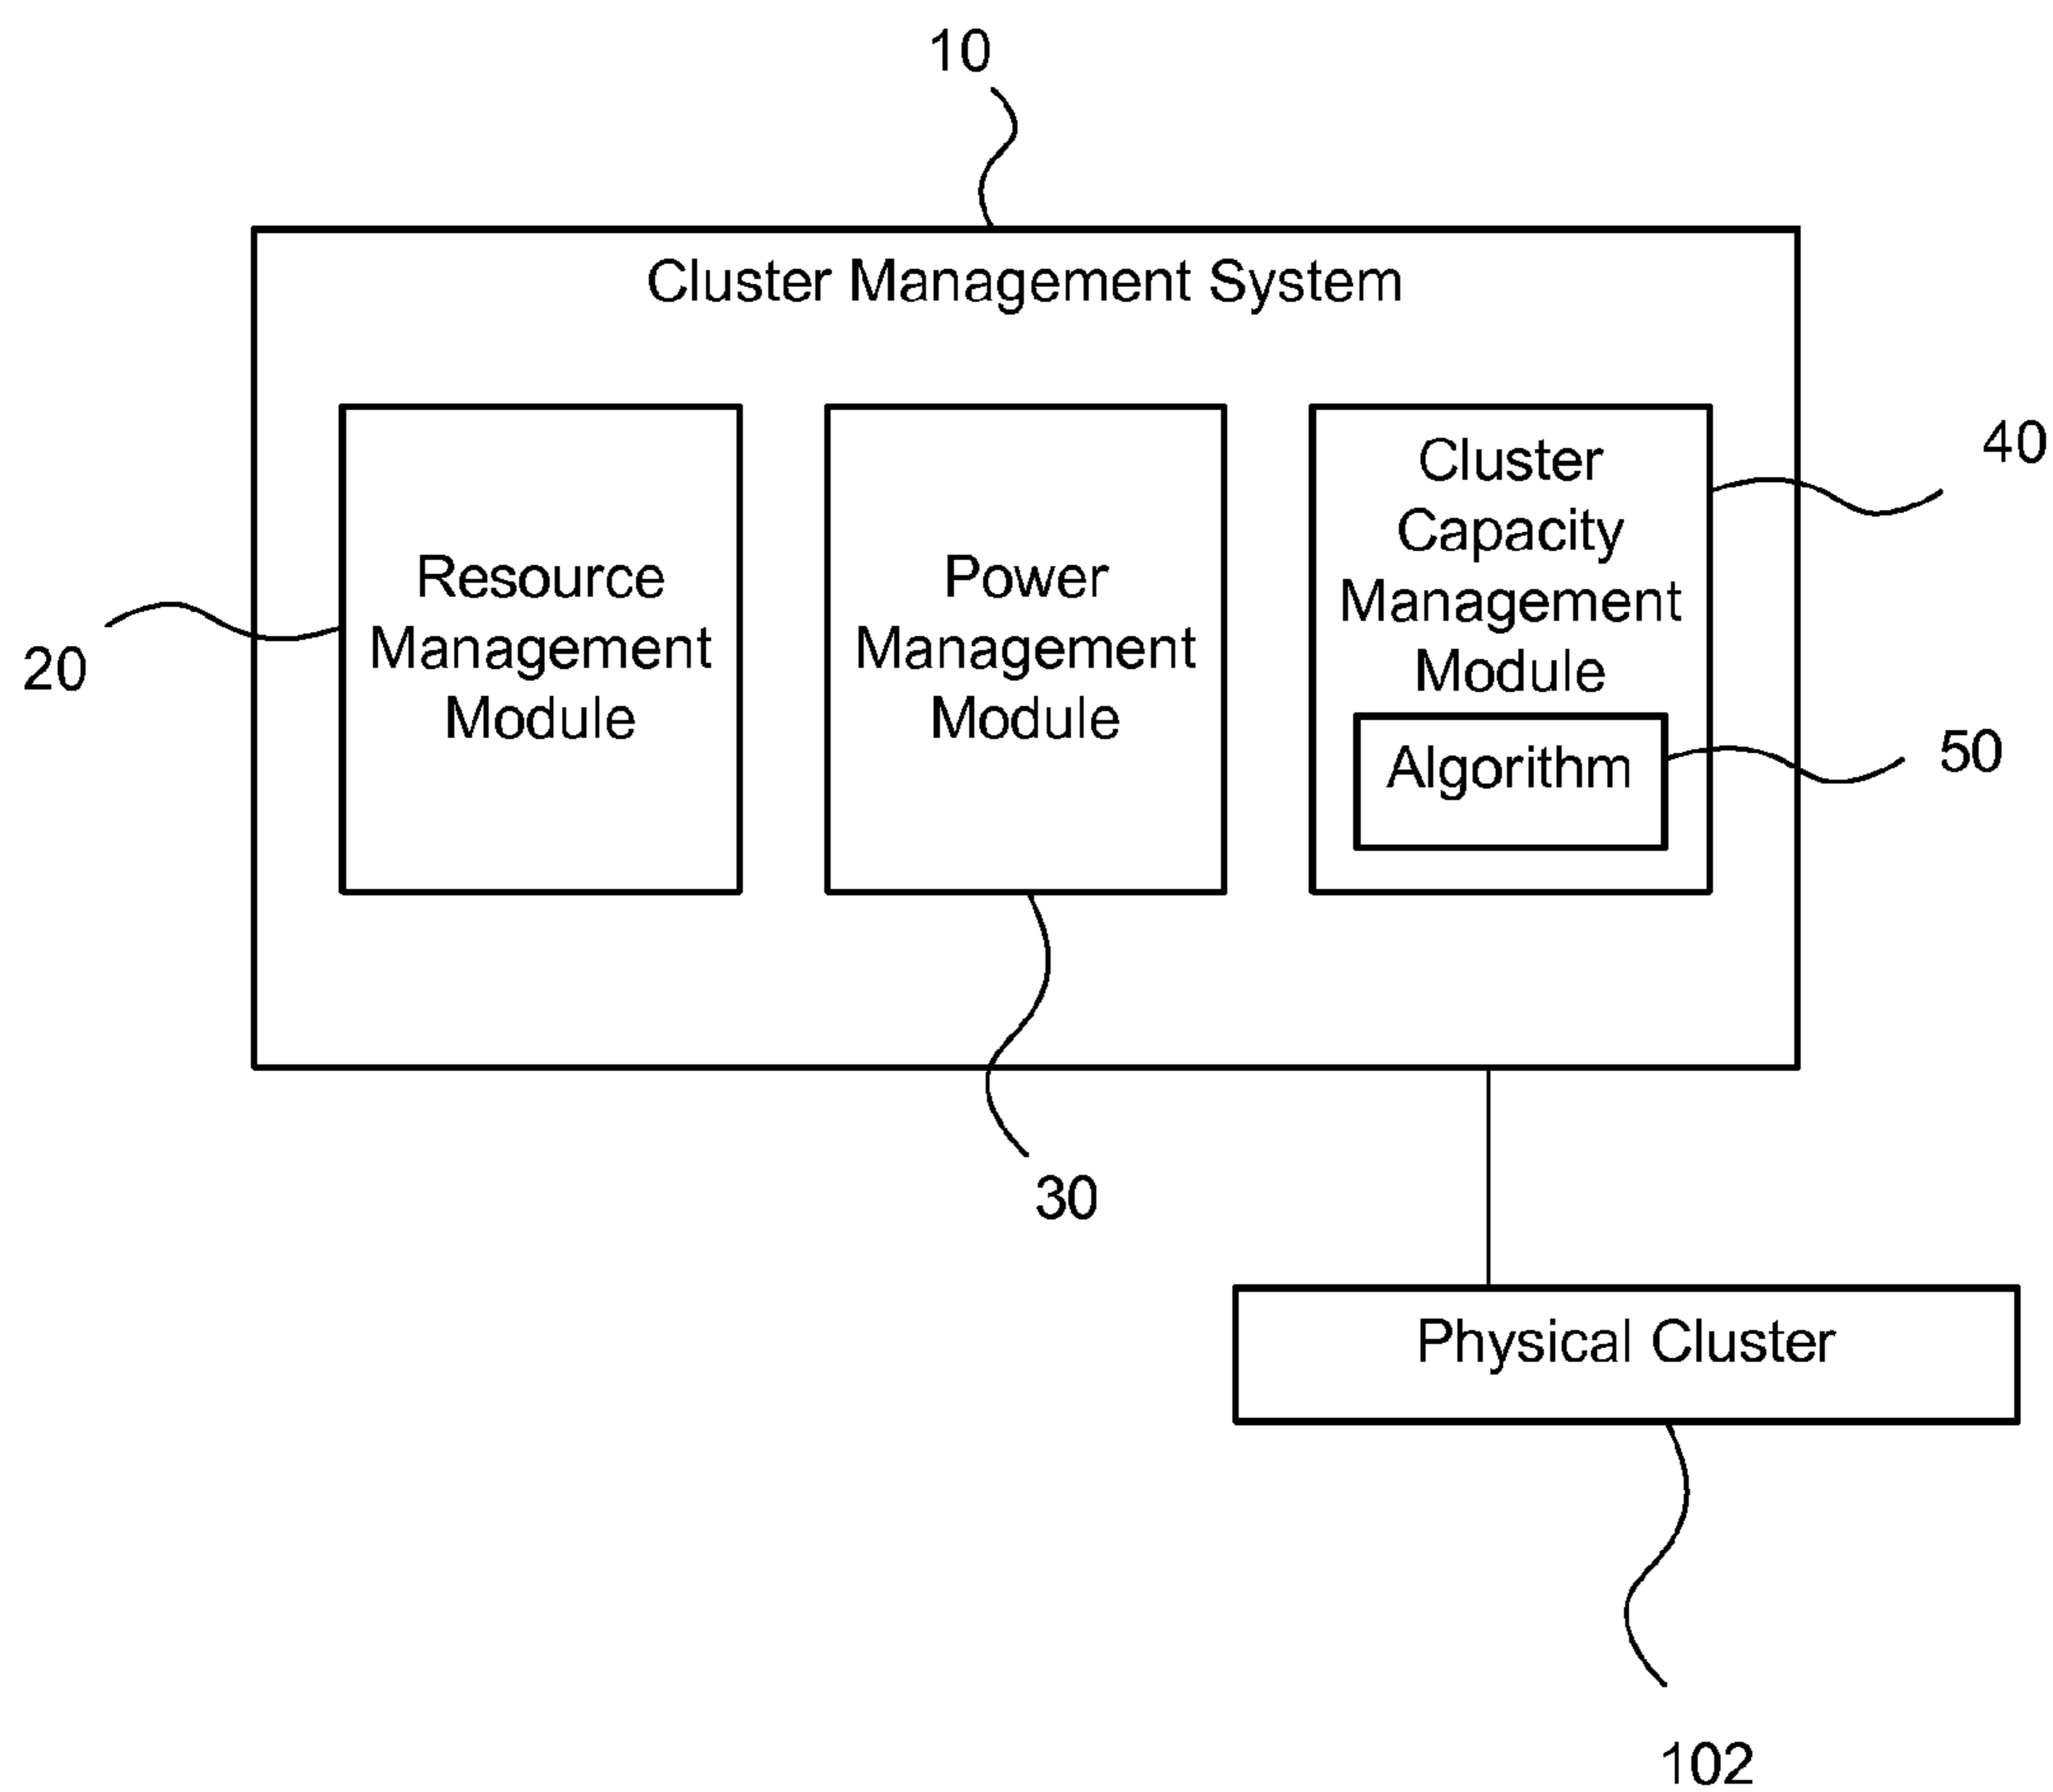 10
Cluster Management System
40
Cluster
Capacity
Management
Module
Resource
Management
Module
Power
Management
Module
20
Algorithm
50
30
Physical Cluster
102